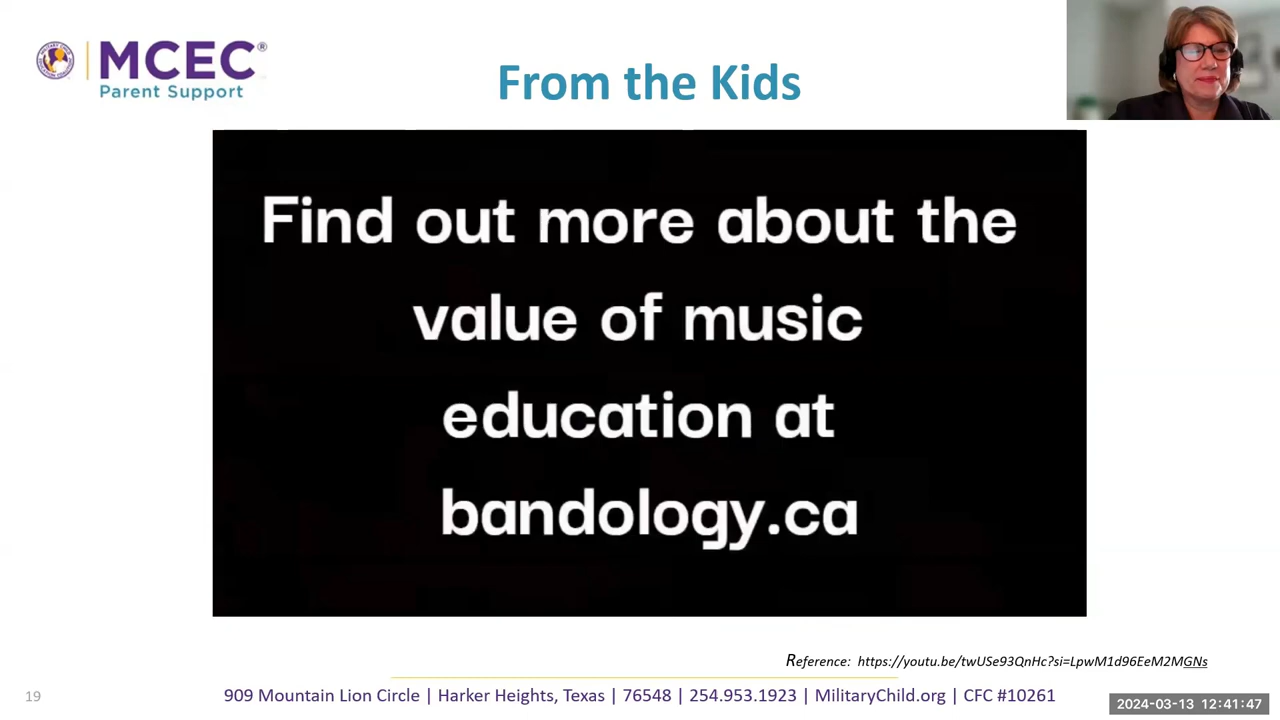 MCEC®
Parent Support
From the Kids
Find out more about the
value of music
education at
bandology.ca
Reference: https://youtu.be/twUSe93QnHc?si=LpwM1d96EeM2MGNs
19
909 Mountain Lion Circle | Harker Heights, Texas | 76548 | 254.953.1923 | MilitaryChild.org | CFC #10261
2024-03-13 12:41:47